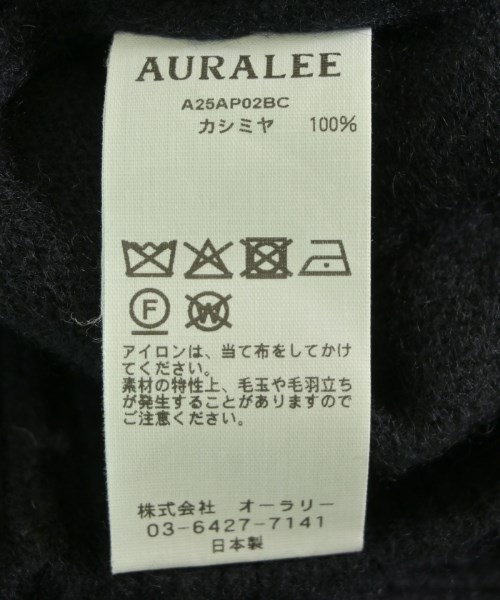 AURALEE
A25AP02BC
カシミヤ 100%
F
W
アイロンは、当て布をしてかけ
てください。
素材の特性上、毛玉や毛羽立ち
が発生することがありますので
ご注意ください。
株式会社 オーラリー
03-6427-7141
日本製